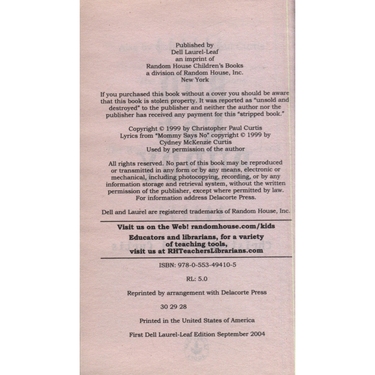 Published by
Dell Laurel-Leaf
an imprint of
Random House Children's Books
a division of Random House, Inc.
New York
If you purchased this book without a cover you should be aware
that this book is stolen property. It was reported as "unsold and
destroyed" to the publisher and neither the author nor the
publisher has received any payment for this "stripped book."
Copyright © 1999 by Christopher Paul Curtis
Lyrics from "Mommy Says No" copyright © 1999 by
Cydney McKenzie Curtis
Used by permission of the author
All rights reserved. No part of this book may be reproduced
or transmitted in any form or by any means, electronic or
mechanical, including photocopying, recording, or by any
information storage and retrieval system, without the written
permission of the publisher, except where permitted by law.
For information address Delacorte Press.
Dell and Laurel are registered trademarks of Random House, Inc.
Visit us on the Web! randomhouse.com/kids
Educators and librarians, for a variety
of teaching tools,
visit us at RHTeachersLibrarians.com
ISBN: 978-0-553-49410-5
RL: 5.0
Reprinted by arrangement with Delacorte Press
30 29 28
Printed in the United States of America
First Dell Laurel-Leaf Edition September 2004